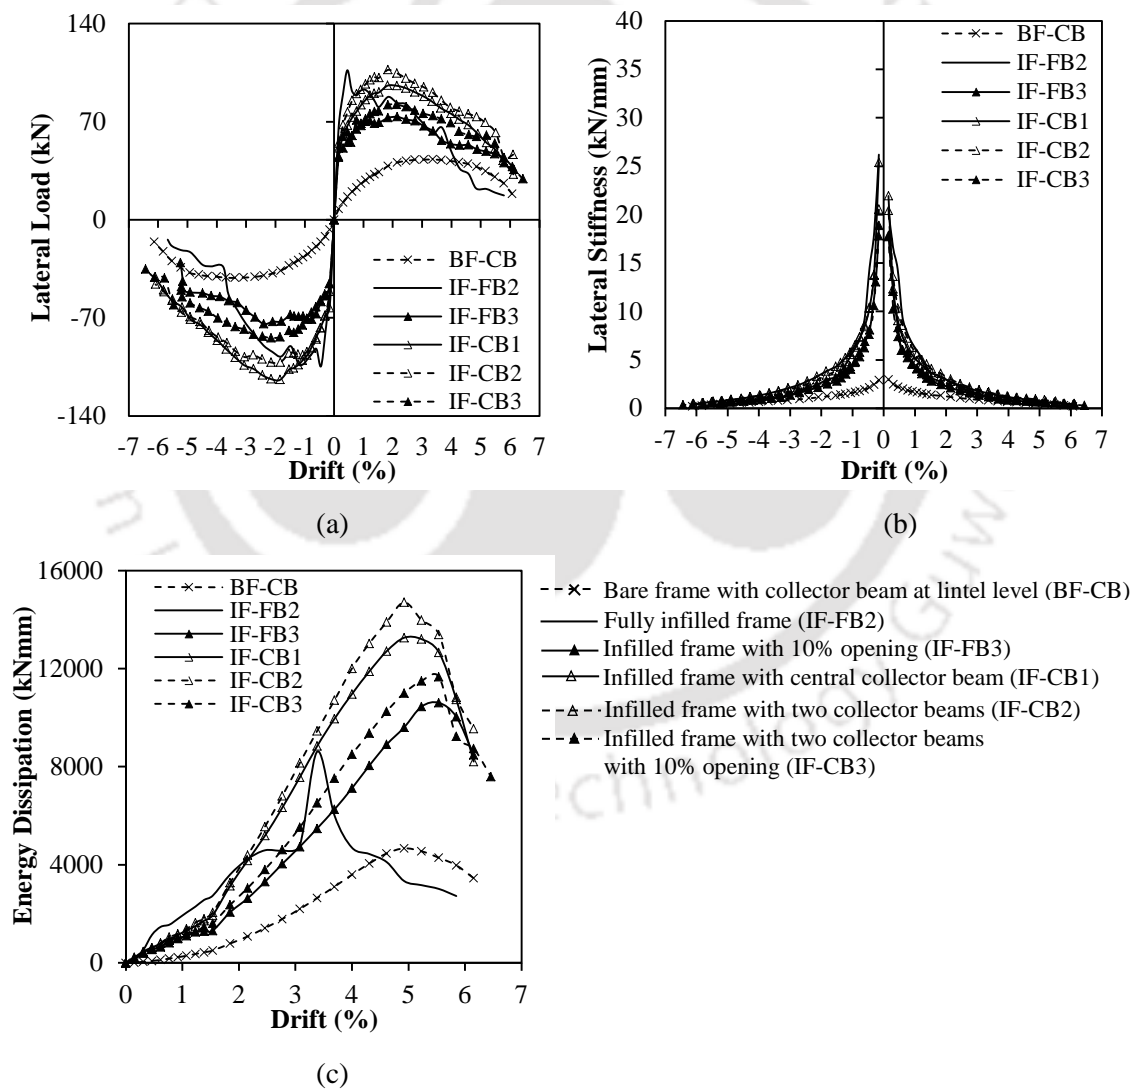 140
70
0
-70
-140
-7 -6 -5 -4 -3 -2 -1 0 1 2 3 4 5 6 7
Lateral Load (kN)
Drift (%)
BF-CB
IF-FB2
IF-FB3
IF-CB1
IF-CB2
IF-CB3
(a)
40
35
30
25
20
15
10
5
0
-7 -6 -5 -4 -3 -2 -1 0 1 2 3 4 5 6 7
Lateral Stiffness (kN/mm)
Drift (%)
BF-CB
IF-FB2
IF-FB3
IF-CB1
IF-CB2
IF-CB3
(b)
16000
12000
8000
4000
0
0 1 2 3 4 5 6 7
Energy Dissipation (kNmm)
Drift (%)
BF-CB
IF-FB2
IF-FB3
IF-CB1
IF-CB2
IF-CB3
(c)
Bare frame with collector beam at lintel level (BF-CB)
Fully infilled frame (IF-FB2)
Infilled frame with 10% opening (IF-FB3)
Infilled frame with central collector beam (IF-CB1)
Infilled frame with two collector beams (IF-CB2)
Infilled frame with two collector beams
with 10% opening (IF-CB3)